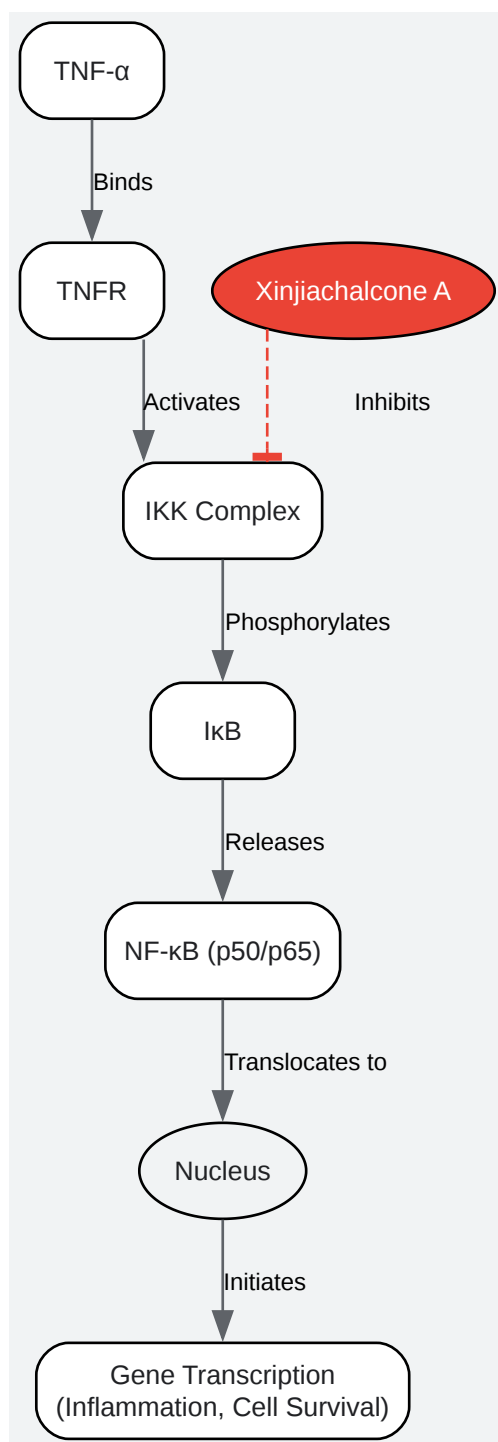 TNF-α
Binds
TNFR
Xinjiachalcone A
Activates
Inhibits
IKK Complex
Phosphorylates
IκB
Releases
NF-κB (p50/p65)
Translocates to
Nucleus
Initiates
Gene Transcription
(Inflammation, Cell Survival)